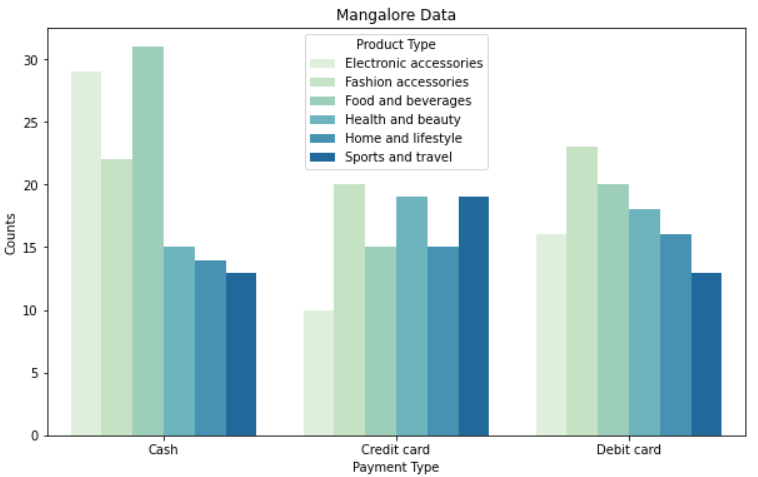 Mangalore Data
Product Type
Electronic accessories
Fashion accessories
Food and beverages
Health and beauty
Home and lifestyle
Sports and travel
Counts
30
25
20
15
10
5
0
Cash
Credit card
Debit card
Payment Type